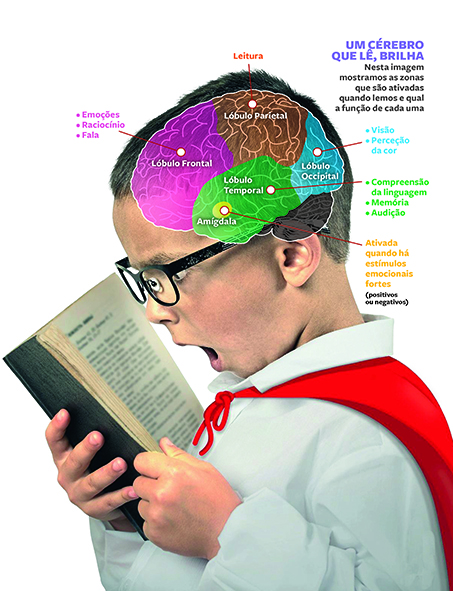 UM CÉREBRO
QUE LÊ, BRILHA
Nesta imagem
mostramos as zonas
que são ativadas
quando lemos e qual
a função de cada uma
Leitura
Lóbulo Parietal
• Emoções
• Raciocínio
• Fala
Lóbulo Frontal
• Visão
• Perceção
da cor
Lóbulo
Occipital
Lóbulo
Temporal
• Compreensão
da linguagem
• Memória
• Audição
Amígdala
Ativada
quando há
estímulos
emocionais
fortes
(positivos
ou negativos)